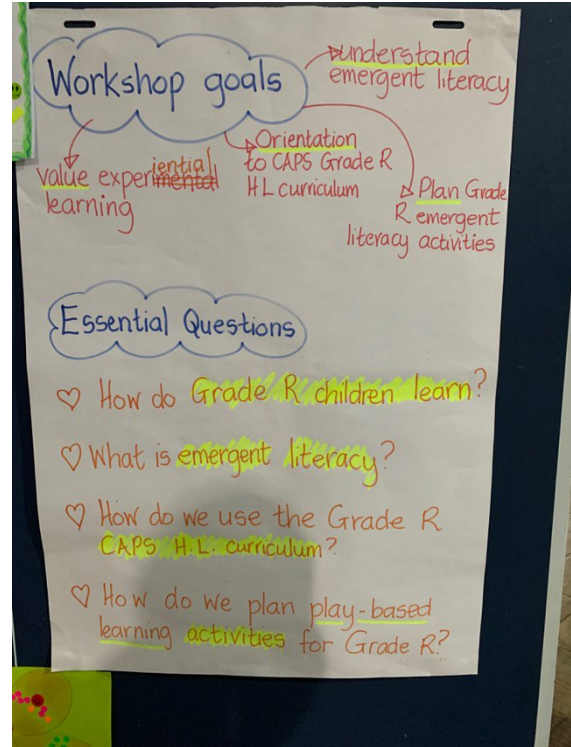 Workshop goals
understand
emergent literacy
Orientation
to CAPS Grade R
HL curriculum
value experiential
learning
Plan Grade
R emergent
literacy activities
Essential Questions
How do Grade R children learn?
What is emergent literacy?
How do we use the Grade R
CAPS H.L. curriculum?
How do we plan play-based
learning activities for Grade R?